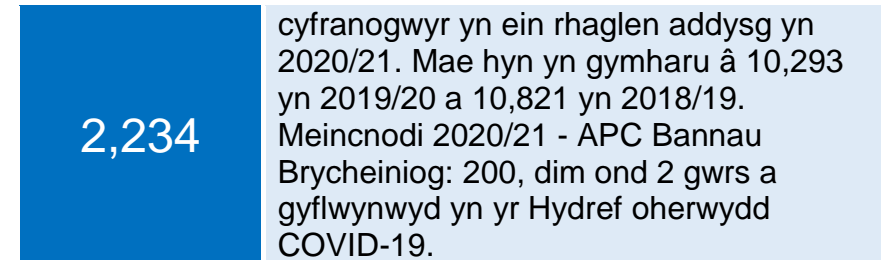 2,234
cyfranogwyr yn ein rhaglen addysg yn
2020/21. Mae hyn yn gymharu â 10,293
yn 2019/20 a 10,821 yn 2018/19.
Meincnodi 2020/21 - APC Bannau
Brycheiniog: 200, dim ond 2 gwrs a
gyflwynwyd yn yr Hydref oherwydd
COVID-19.